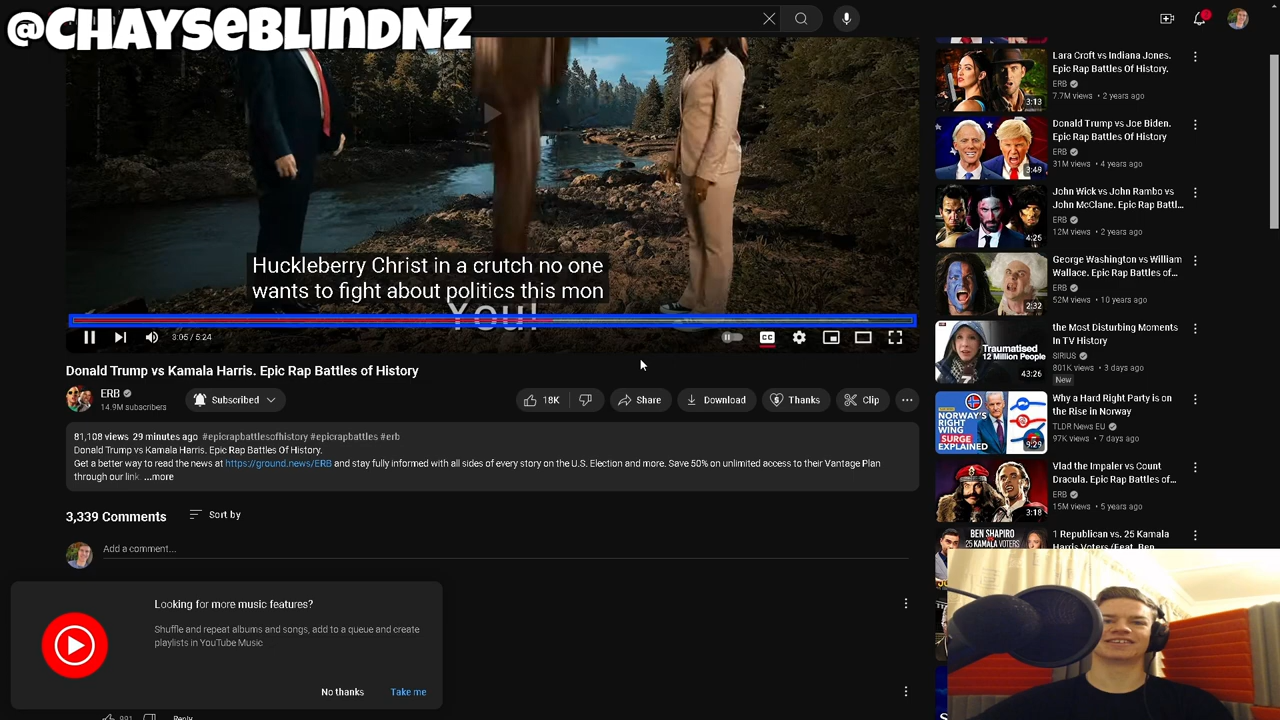 @CHAYSEBLINDNZ
Huckleberry Christ in a crutch no one
wants to fight about politics this mon
You!
3:05 / 5:24
CC
Donald Trump vs Kamala Harris. Epic Rap Battles of History
ERB
14.9M subscribers
Subscribed
18K
Share
Download
Thanks
Clip
81,108 views 29 minutes ago #epicrapbattlesofhistory #epicrapbattles #erb
Donald Trump vs Kamala Harris. Epic Rap Battles Of History.
Get a better way to read the news at https://ground.news/ERB and stay fully informed with all sides of every story on the U.S. Election and more. Save 50% on unlimited access to their Vantage Plan
through our link. ...more
3,339 Comments
Sort by
Add a comment...
Looking for more music features?
Shuffle and repeat albums and songs, add to a queue and create
playlists in YouTube Music
No thanks
Take me
991
Reply
Lara Croft vs Indiana Jones.
Epic Rap Battles Of History.
ERB
7.7M views • 2 years ago
3:13
Donald Trump vs Joe Biden.
Epic Rap Battles Of History
ERB
31M views • 4 years ago
3:49
John Wick vs John Rambo vs
John McClane. Epic Rap Battl...
ERB
12M views • 2 years ago
4:25
George Washington vs William
Wallace. Epic Rap Battles of...
ERB
52M views • 10 years ago
2:32
the Most Disturbing Moments
In TV History
SIRIUS
801K views • 3 days ago
New
Traumatised
12 Million People
43:26
Why a Hard Right Party is on
the Rise in Norway
TLDR News EU
97K views • 7 days ago
NORWAY'S
RIGHT
WING
SURGE EXPLAINED
9:29
Vlad the Impaler vs Count
Dracula. Epic Rap Battles of...
ERB
15M views • 5 years ago
3:18
1 Republican vs. 25 Kamala
Harris Voters (Feat. Ben
BEN SHAPIRO
25 KAMALA VOTERS